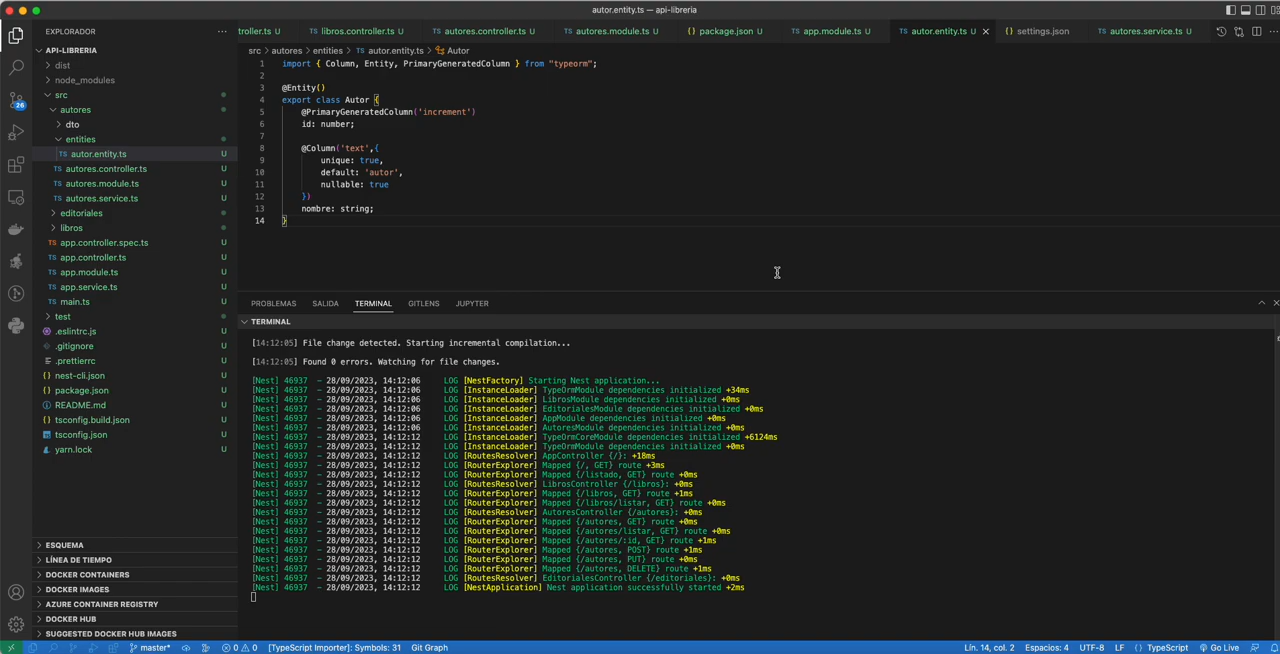 autor.entity.ts — api-libreria
EXPLORADOR
troller.ts U
TS libros.controller.ts U
TS autores.controller.ts U
TS autores.module.ts U
{} package.json U
TS app.module.ts U
TS autor.entity.ts U
{} settings.json
TS autores.service.ts U
API-LIBRERIA
src > autores > entities > TS autor.entity.ts > Autor
dist
node_modules
src
autores
dto
entities
TS autor.entity.ts U
TS autores.controller.ts U
TS autores.module.ts U
TS autores.service.ts U
editoriales
libros
TS app.controller.spec.ts U
TS app.controller.ts U
TS app.module.ts U
TS app.service.ts U
TS main.ts U
test
.eslintrc.js U
.gitignore U
.prettierrc U
{} nest-cli.json U
{} package.json U
README.md U
{} tsconfig.build.json U
tsconfig.json U
yarn.lock U
ESQUEMA
LÍNEA DE TIEMPO
DOCKER CONTAINERS
DOCKER IMAGES
AZURE CONTAINER REGISTRY
DOCKER HUB
SUGGESTED DOCKER HUB IMAGES
26
1 import { Column, Entity, PrimaryGeneratedColumn } from "typeorm";
2
3 @Entity()
4 export class Autor {
5 @PrimaryGeneratedColumn('increment')
6 id: number;
7
8 @Column('text',{
9 unique: true,
10 default: 'autor',
11 nullable: true
12 })
13 nombre: string;
14 }
PROBLEMAS SALIDA TERMINAL GITLENS JUPYTER
TERMINAL
[14:12:05] File change detected. Starting incremental compilation...
[14:12:05] Found 0 errors. Watching for file changes.
[Nest] 46937 - 28/09/2023, 14:12:06 LOG [NestFactory] Starting Nest application...
[Nest] 46937 - 28/09/2023, 14:12:06 LOG [InstanceLoader] TypeOrmModule dependencies initialized +34ms
[Nest] 46937 - 28/09/2023, 14:12:06 LOG [InstanceLoader] LibrosModule dependencies initialized +0ms
[Nest] 46937 - 28/09/2023, 14:12:06 LOG [InstanceLoader] EditorialesModule dependencies initialized +0ms
[Nest] 46937 - 28/09/2023, 14:12:06 LOG [InstanceLoader] AppModule dependencies initialized +0ms
[Nest] 46937 - 28/09/2023, 14:12:06 LOG [InstanceLoader] AutoresModule dependencies initialized +0ms
[Nest] 46937 - 28/09/2023, 14:12:12 LOG [InstanceLoader] TypeOrmCoreModule dependencies initialized +6124ms
[Nest] 46937 - 28/09/2023, 14:12:12 LOG [InstanceLoader] TypeOrmModule dependencies initialized +0ms
[Nest] 46937 - 28/09/2023, 14:12:12 LOG [RoutesResolver] AppController {/}: +18ms
[Nest] 46937 - 28/09/2023, 14:12:12 LOG [RouterExplorer] Mapped {/, GET} route +3ms
[Nest] 46937 - 28/09/2023, 14:12:12 LOG [RouterExplorer] Mapped {/listado, GET} route +0ms
[Nest] 46937 - 28/09/2023, 14:12:12 LOG [RoutesResolver] LibrosController {/libros}: +0ms
[Nest] 46937 - 28/09/2023, 14:12:12 LOG [RouterExplorer] Mapped {/libros, GET} route +1ms
[Nest] 46937 - 28/09/2023, 14:12:12 LOG [RouterExplorer] Mapped {/libros/listar, GET} route +0ms
[Nest] 46937 - 28/09/2023, 14:12:12 LOG [RoutesResolver] AutoresController {/autores}: +0ms
[Nest] 46937 - 28/09/2023, 14:12:12 LOG [RouterExplorer] Mapped {/autores, GET} route +0ms
[Nest] 46937 - 28/09/2023, 14:12:12 LOG [RouterExplorer] Mapped {/autores/listar, GET} route +0ms
[Nest] 46937 - 28/09/2023, 14:12:12 LOG [RouterExplorer] Mapped {/autores/:id, GET} route +1ms
[Nest] 46937 - 28/09/2023, 14:12:12 LOG [RouterExplorer] Mapped {/autores, POST} route +1ms
[Nest] 46937 - 28/09/2023, 14:12:12 LOG [RouterExplorer] Mapped {/autores, PUT} route +0ms
[Nest] 46937 - 28/09/2023, 14:12:12 LOG [RouterExplorer] Mapped {/autores, DELETE} route +1ms
[Nest] 46937 - 28/09/2023, 14:12:12 LOG [RoutesResolver] EditorialesController {/editoriales}: +0ms
[Nest] 46937 - 28/09/2023, 14:12:12 LOG [NestApplication] Nest application successfully started +2ms
master* 0 0 [TypeScript Importer]: Symbols: 31 Git Graph Lín. 14, col. 2 Espacios: 4 UTF-8 LF {} TypeScript Go Live